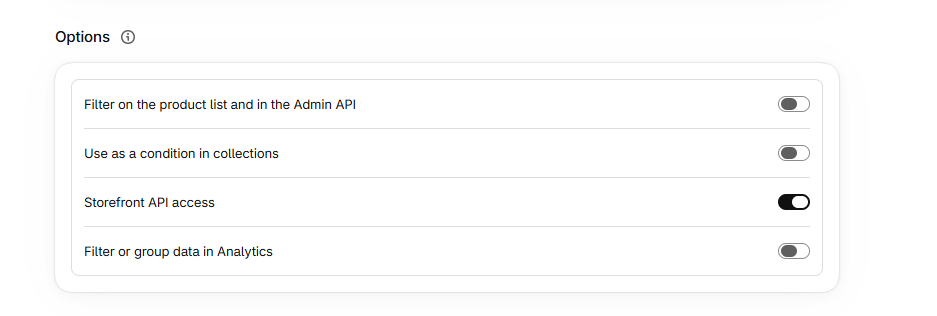 Options
Filter on the product list and in the Admin API
Use as a condition in collections
Storefront API access
Filter or group data in Analytics